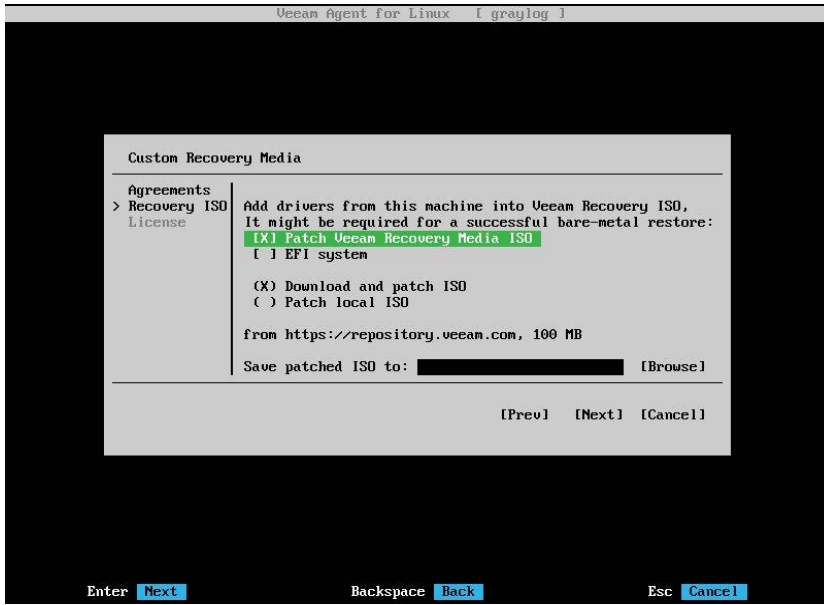 Veeam Agent for Linux [ graylog ]
Custom Recovery Media
Agreements
> Recovery ISO
License
Add drivers from this machine into Veeam Recovery ISO,
It might be required for a successful bare-metal restore:
[X] Patch Veeam Recovery Media ISO
[ ] EFI system
(X) Download and patch ISO
( ) Patch local ISO
from https://repository.veeam.com, 100 MB
Save patched ISO to: [Browse]
[Prev] [Next] [Cancel]
Enter Next Backspace Back Esc Cancel